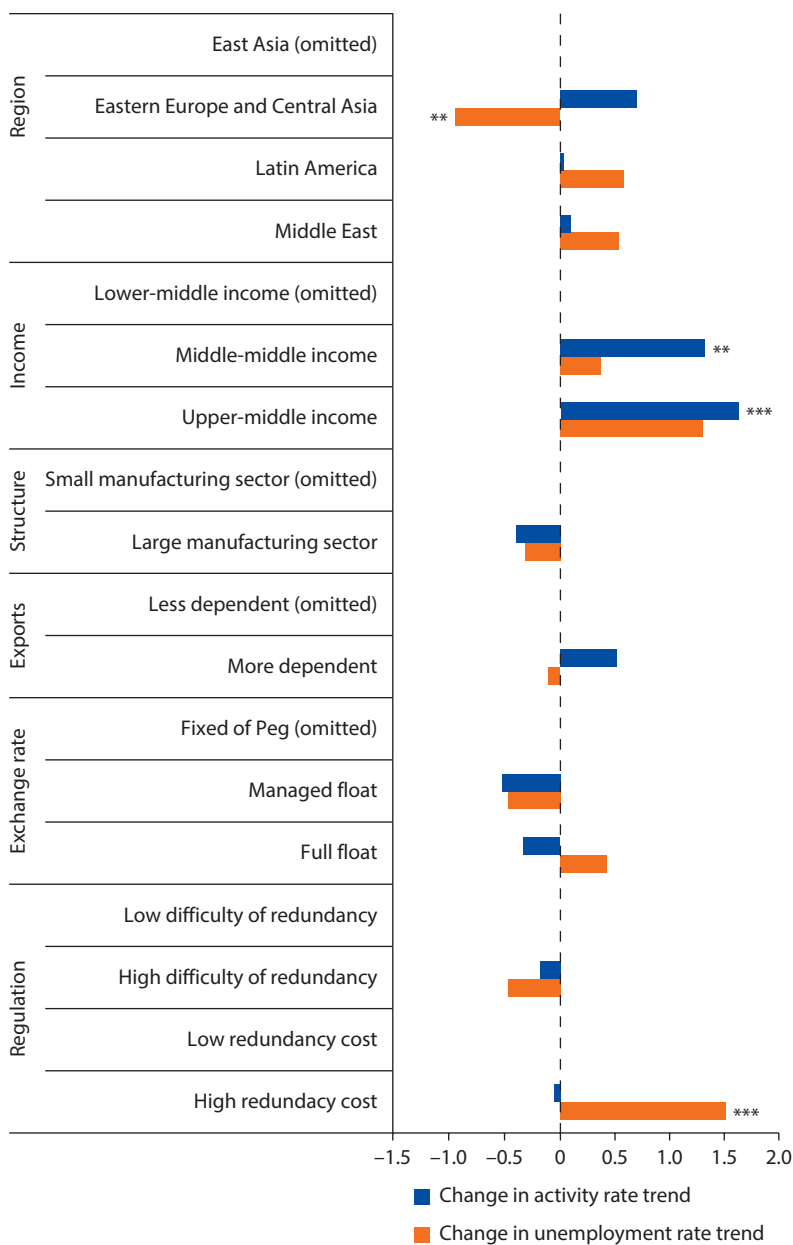 Region
East Asia (omitted)
Eastern Europe and Central Asia
**
Latin America
Middle East
Income
Lower-middle income (omitted)
Middle-middle income
**
Upper-middle income
***
Structure
Small manufacturing sector (omitted)
Large manufacturing sector
Exports
Less dependent (omitted)
More dependent
Exchange rate
Fixed of Peg (omitted)
Managed float
Full float
Regulation
Low difficulty of redundancy
High difficulty of redundancy
Low redundancy cost
High redundacy cost
***
–1.5 –1.0 –0.5 0 0.5 1.0 1.5 2.0
Change in activity rate trend
Change in unemployment rate trend